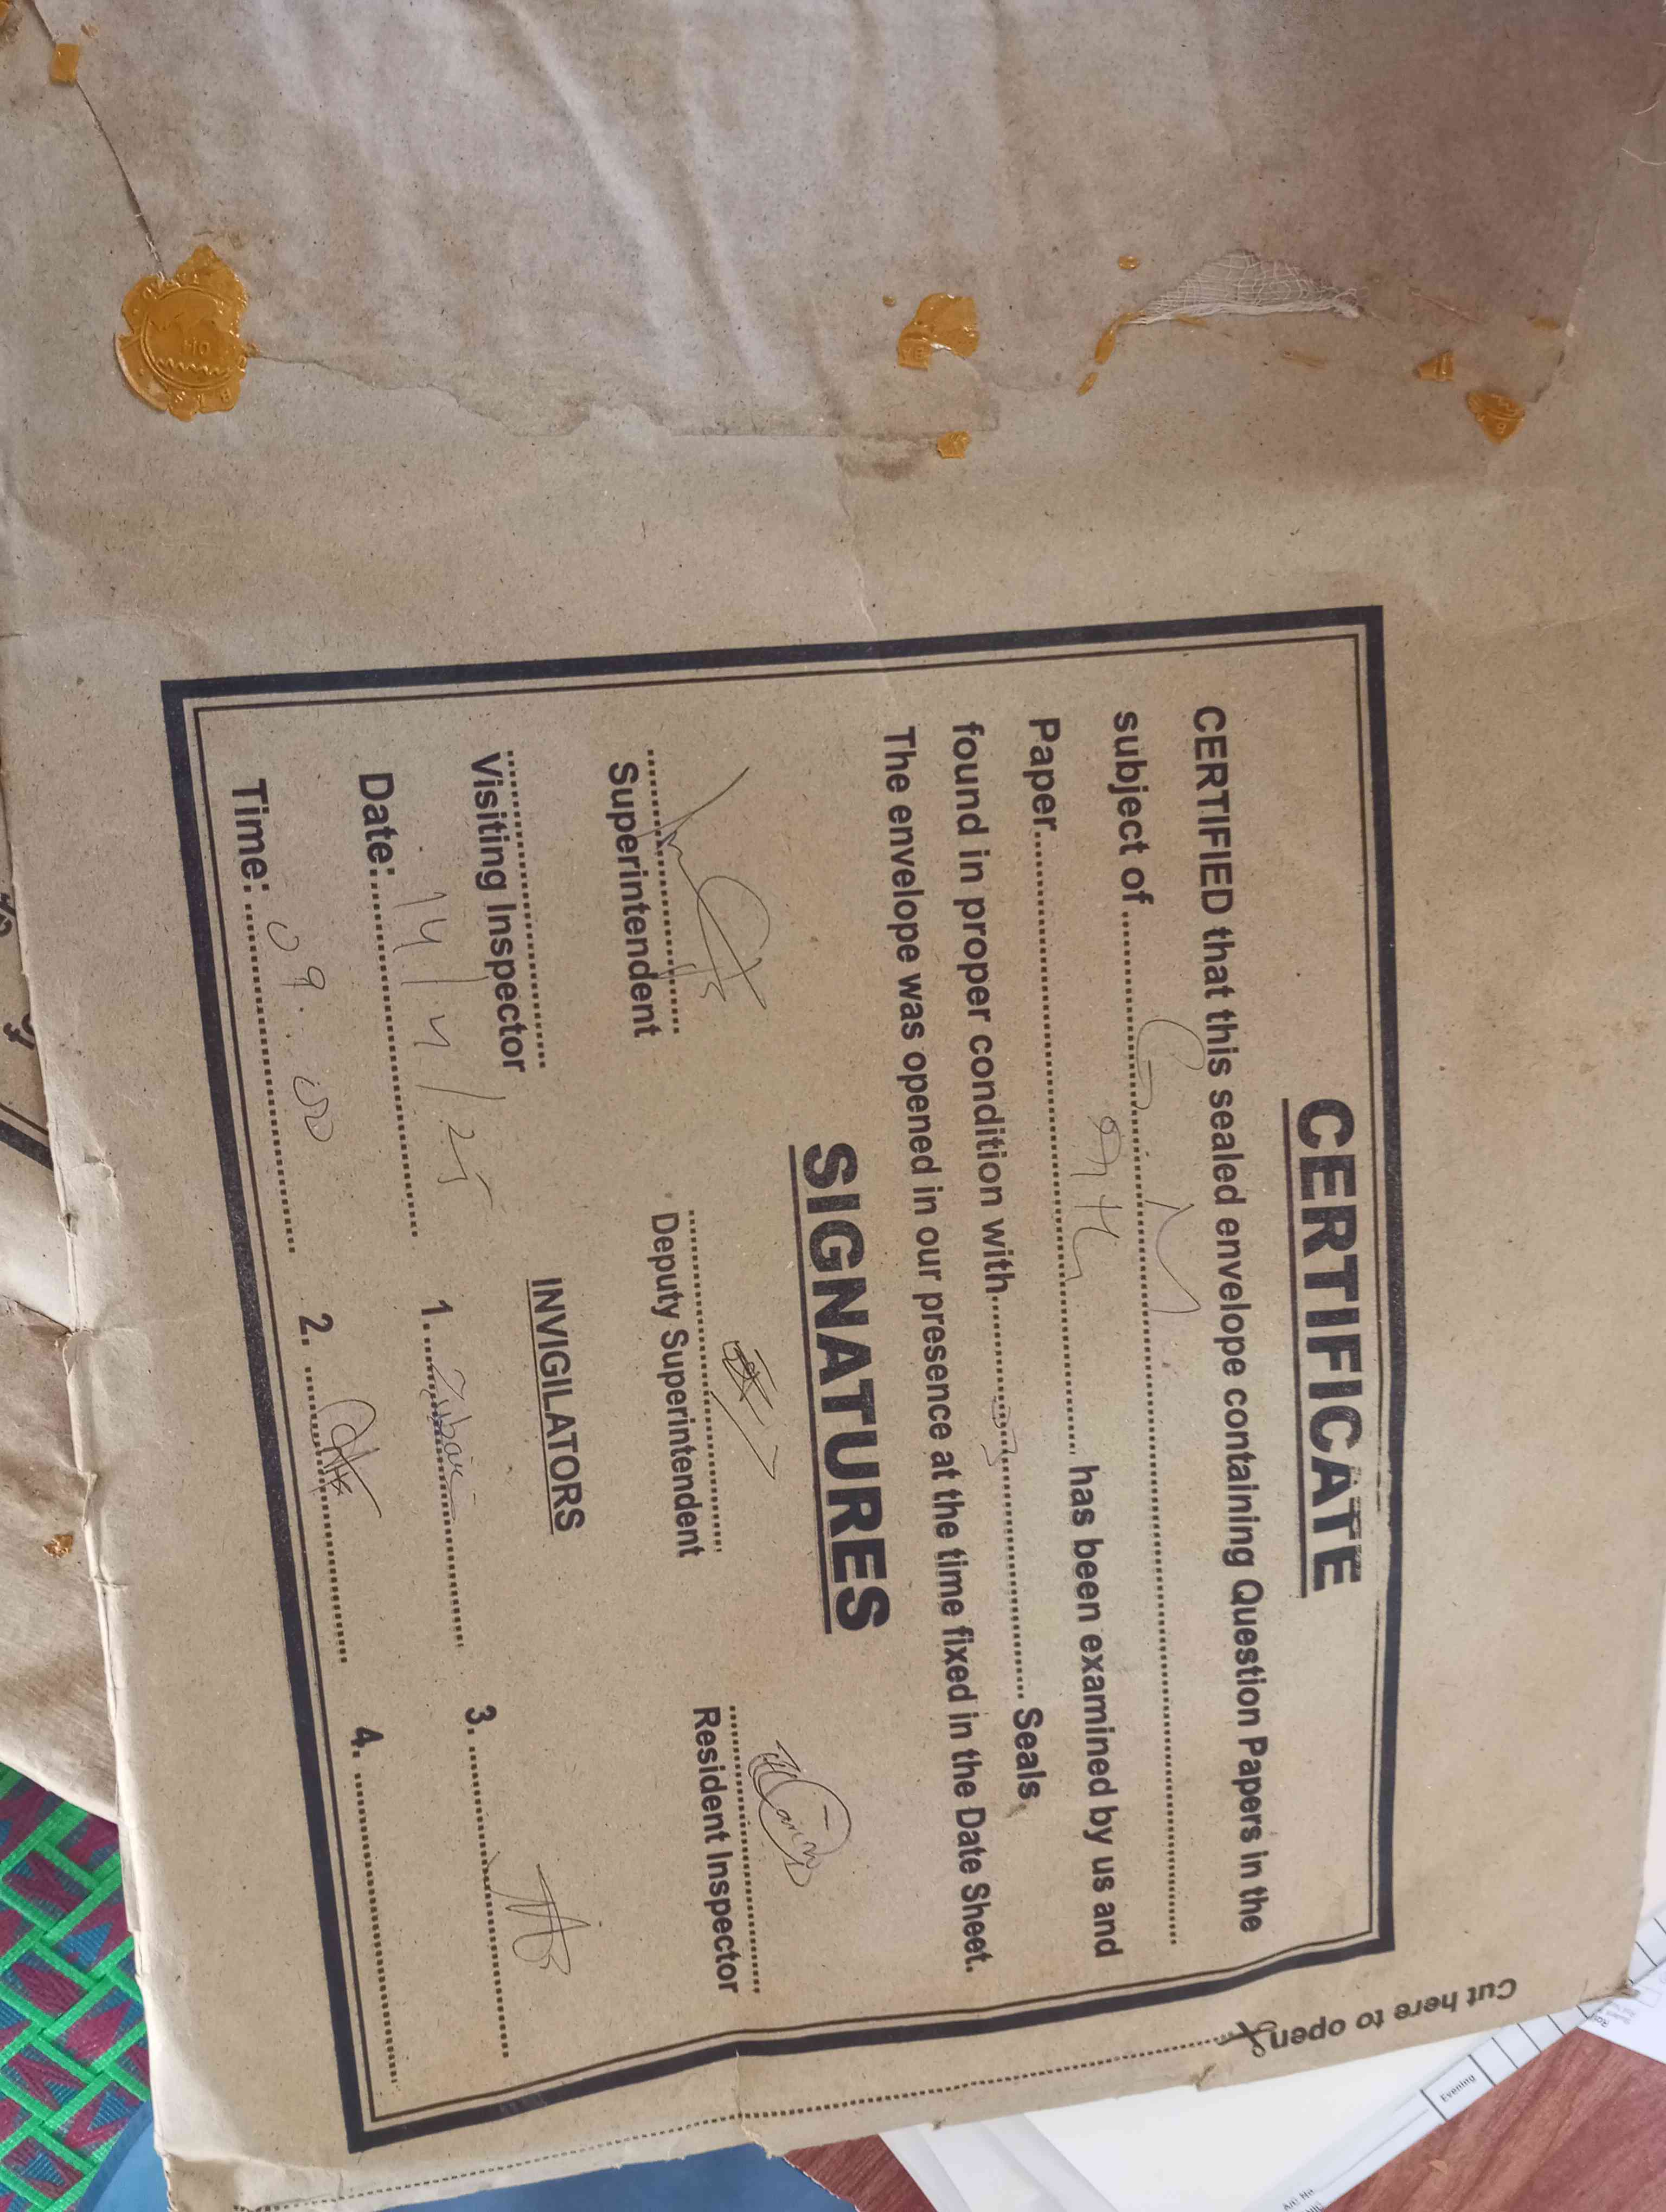 CERTIFICATE
CERTIFIED that this sealed envelope containing Question Papers in the
subject of
Paper 9th has been examined by us and
found in proper condition with Seals.
The envelope was opened in our presence at the time fixed in the Date Sheet.
SIGNATURES
Superintendent
Deputy Superintendent
Resident Inspector
Visiting Inspector
INVIGILATORS
Date: 14/4/25
1. Zubair
3.
Time: 09:00
2.
4.
Cut here to open
Evening
A/C No